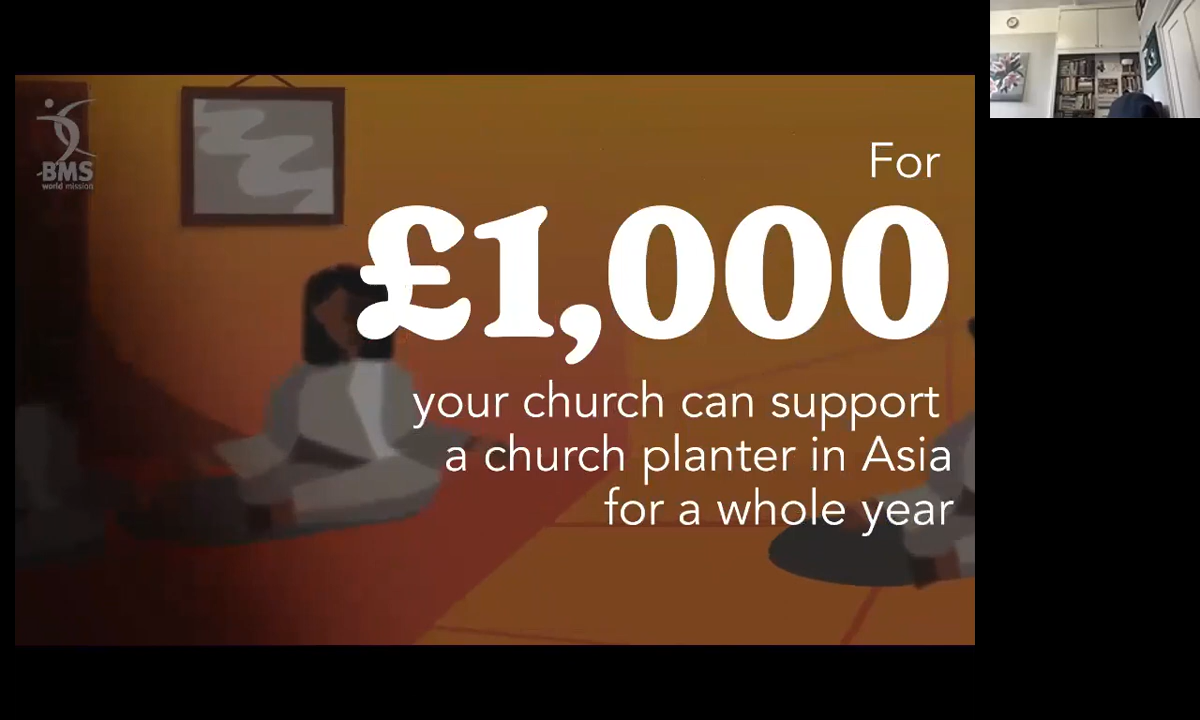 BMS
world mission
For
£1,000
your church can support
a church planter in Asia
for a whole year